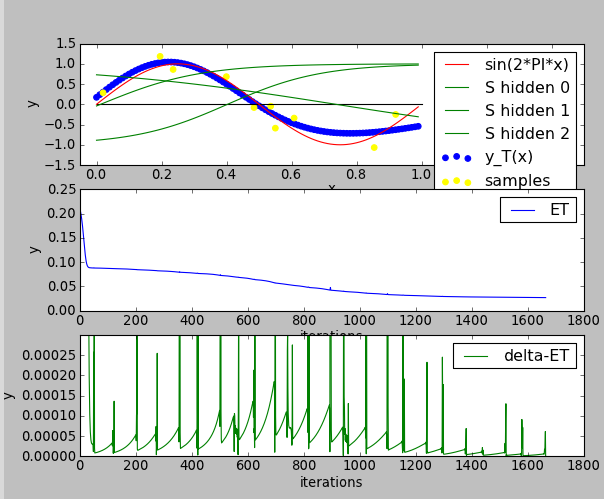 1.5
1.0
0.5
0.0
−0.5
−1.0
−1.5
y
0.0 0.2 0.4 0.6 0.8 1.0
x
sin(2*PI*x)
S hidden 0
S hidden 1
S hidden 2
y_T(x)
samples
0.25
0.20
0.15
0.10
0.05
0.00
y
ET
0 200 400 600 800 1000 1200 1400 1600 1800
iterations
0.00025
0.00020
0.00015
0.00010
0.00005
0.00000
y
delta-ET
0 200 400 600 800 1000 1200 1400 1600 1800
iterations